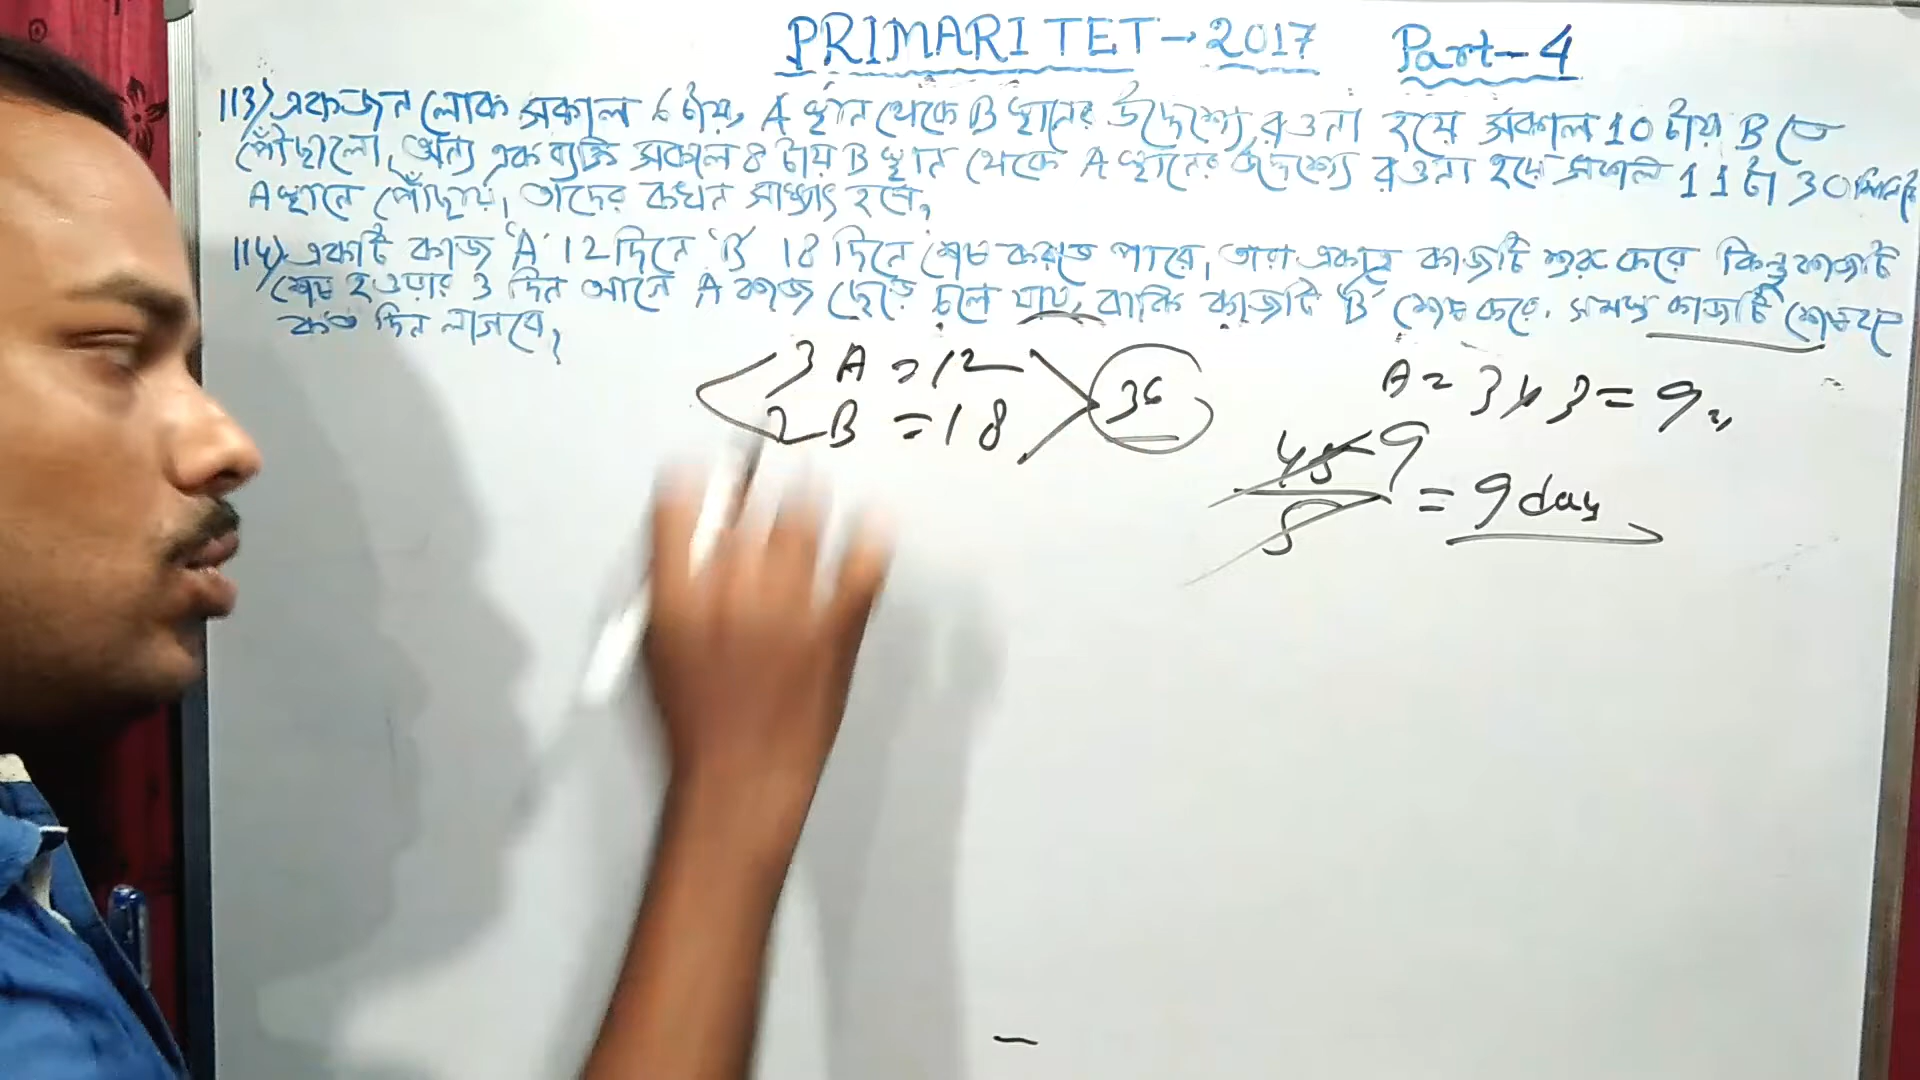 PRIMARI TET→2017 Part-4
113) একজন লোক সকাল 6 টায়, A স্থান থেকে B স্থানের উদ্দেশ্যে রওনা হয়ে সকাল 10 টায় B তে
পৌঁছালো, অন্য এক ব্যক্তি সকাল 8 টায় B স্থান থেকে A স্থানের উদ্দেশ্যে রওনা হয়ে সকাল 11 টা 30 মিনিটে
A স্থানে পৌঁছায়, তাদের কখন সাক্ষাৎ হবে,
114) একটি কাজ 'A' 12 দিনে 'B' 18 দিনে শেষ করতে পারে, তারা একত্রে কাজটি শুরু করে কিন্তু কাজটি
শেষ হওয়ার 3 দিন আগে A কাজ ছেড়ে চলে যায়, বাকি কাজটি 'B' শেষ করে. সমস্ত কাজটি শেষ হতে
কত দিন লাগবে,
3 A = 12
2 B = 18
36
A = 3 x 3 = 9
45 9
5
= 9 day